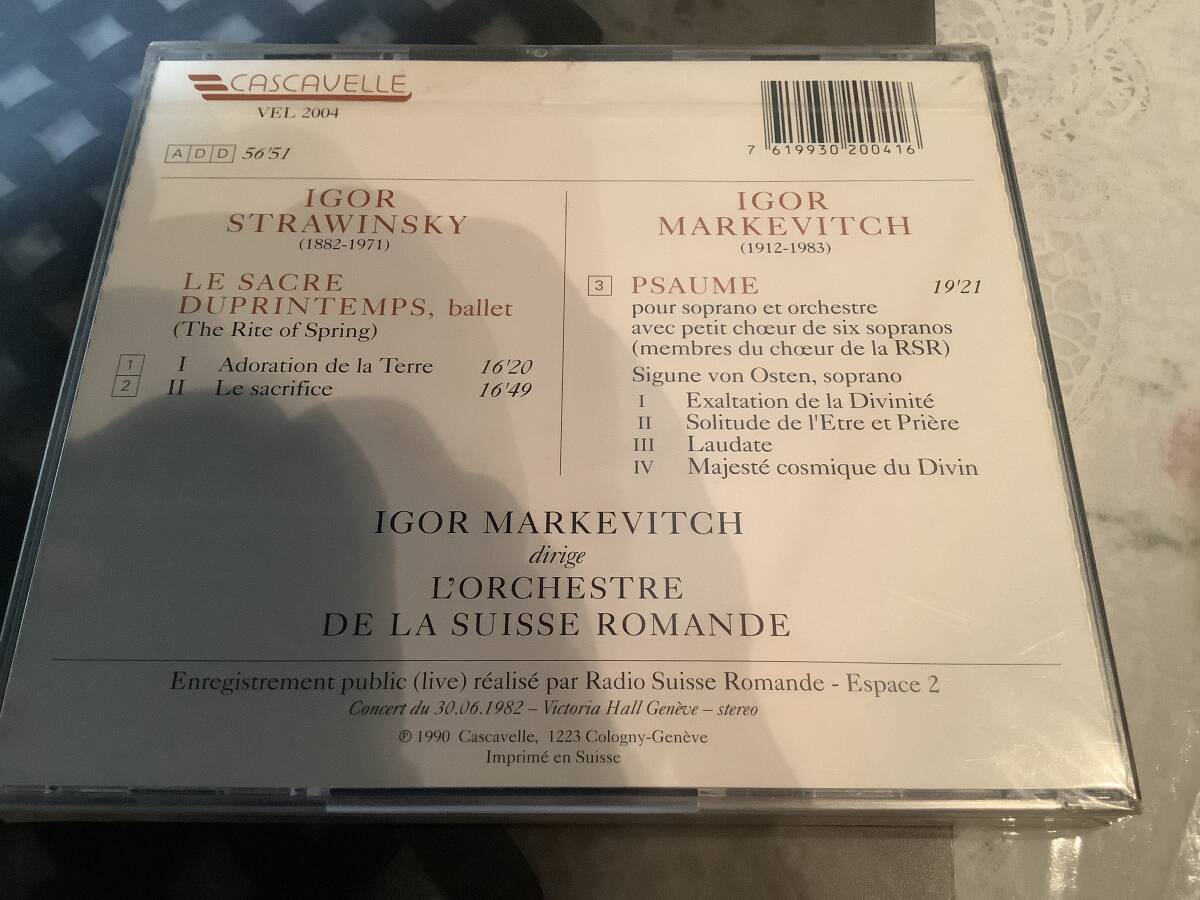 CASCAVELLE
VEL 2004
7 619930 200416
ADD 56'51
IGOR
STRAWINSKY
(1882-1971)
LE SACRE
DUPRINTEMPS, ballet
(The Rite of Spring)
1 I Adoration de la Terre 16'20
2 II Le sacrifice 16'49
IGOR
MARKEVITCH
(1912-1983)
3 PSAUME 19'21
pour soprano et orchestre
avec petit chœur de six sopranos
(membres du chœur de la RSR)
Sigune von Osten, soprano
I Exaltation de la Divinité
II Solitude de l'Etre et Prière
III Laudate
IV Majesté cosmique du Divin
IGOR MARKEVITCH
dirige
L'ORCHESTRE
DE LA SUISSE ROMANDE
Enregistrement public (live) réalisé par Radio Suisse Romande - Espace 2
Concert du 30.06.1982 – Victoria Hall Genève – stereo
℗ 1990 Cascavelle, 1223 Cologny-Genève
Imprimé en Suisse